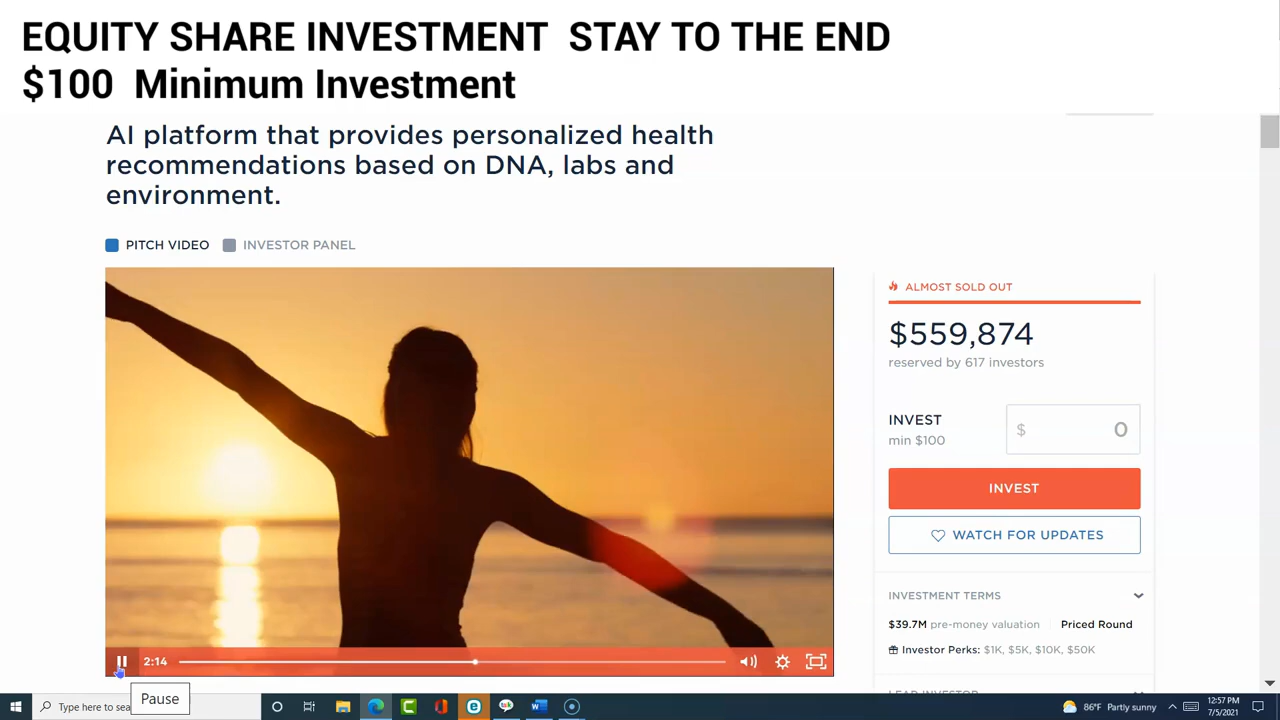 EQUITY SHARE INVESTMENT STAY TO THE END
$100 Minimum Investment
AI platform that provides personalized health
recommendations based on DNA, labs and
environment.
PITCH VIDEO INVESTOR PANEL
ALMOST SOLD OUT
$559,874
reserved by 617 investors
INVEST
min $100
$ 0
INVEST
WATCH FOR UPDATES
INVESTMENT TERMS
$39.7M pre-money valuation Priced Round
Investor Perks: $1K, $5K, $10K, $50K
2:14
Pause
Type here to sea
86°F Partly sunny
12:57 PM
7/5/2021